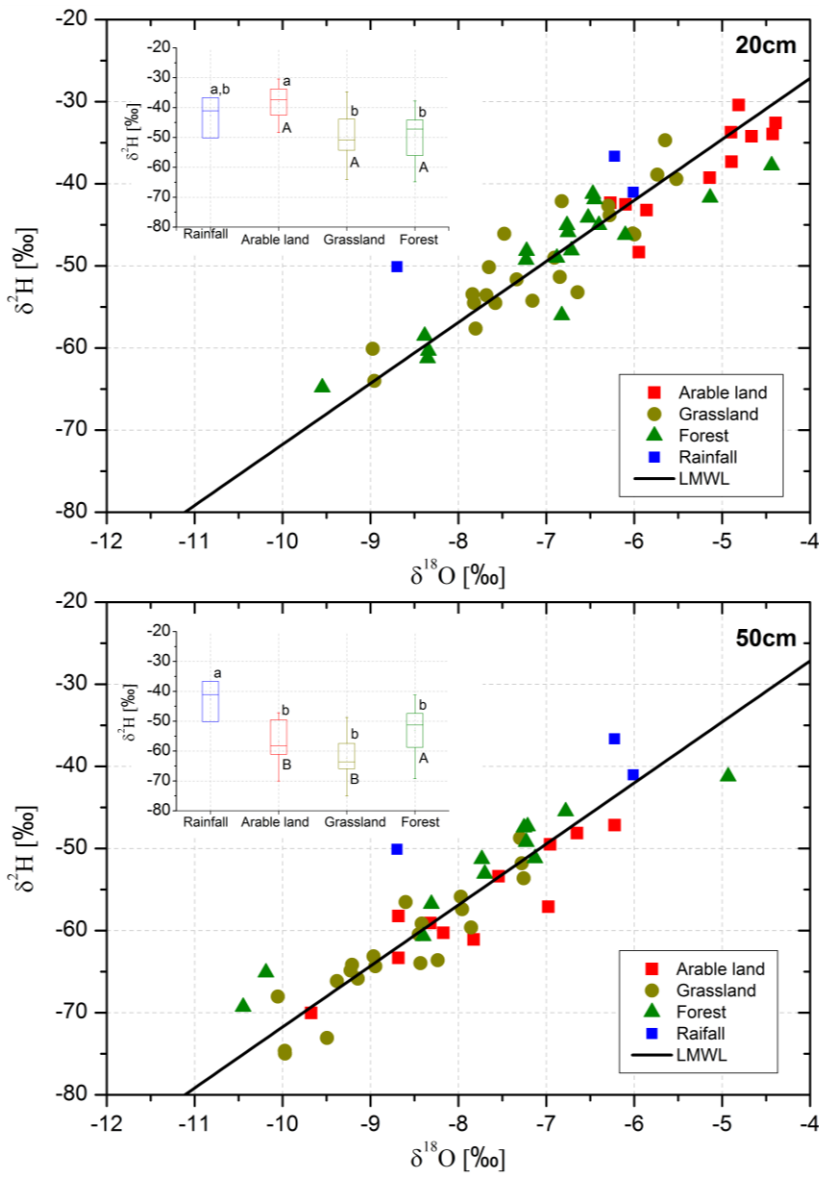 20cm
δ²H [‰]
-20
-30
-40
-50
-60
-70
-80
-12
-11
-10
-9
-8
-7
-6
-5
-4
δ¹⁸O [‰]
δ²H [‰]
-20
-30
-40
-50
-60
-70
-80
a,b
a
b
b
A
A
A
Rainfall
Arable land
Grassland
Forest
Arable land
Grassland
Forest
Rainfall
LMWL
50cm
δ²H [‰]
-20
-30
-40
-50
-60
-70
-80
-12
-11
-10
-9
-8
-7
-6
-5
-4
δ¹⁸O [‰]
δ²H [‰]
-20
-30
-40
-50
-60
-70
-80
a
b
b
b
B
B
A
Rainfall
Arable land
Grassland
Forest
Arable land
Grassland
Forest
Raifall
LMWL